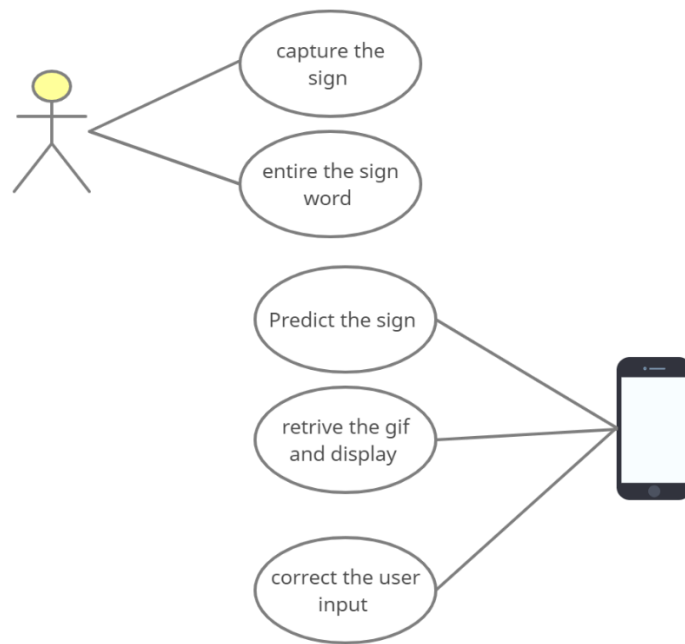 capture the
sign
entire the sign
word
Predict the sign
retrive the gif
and display
correct the user
input